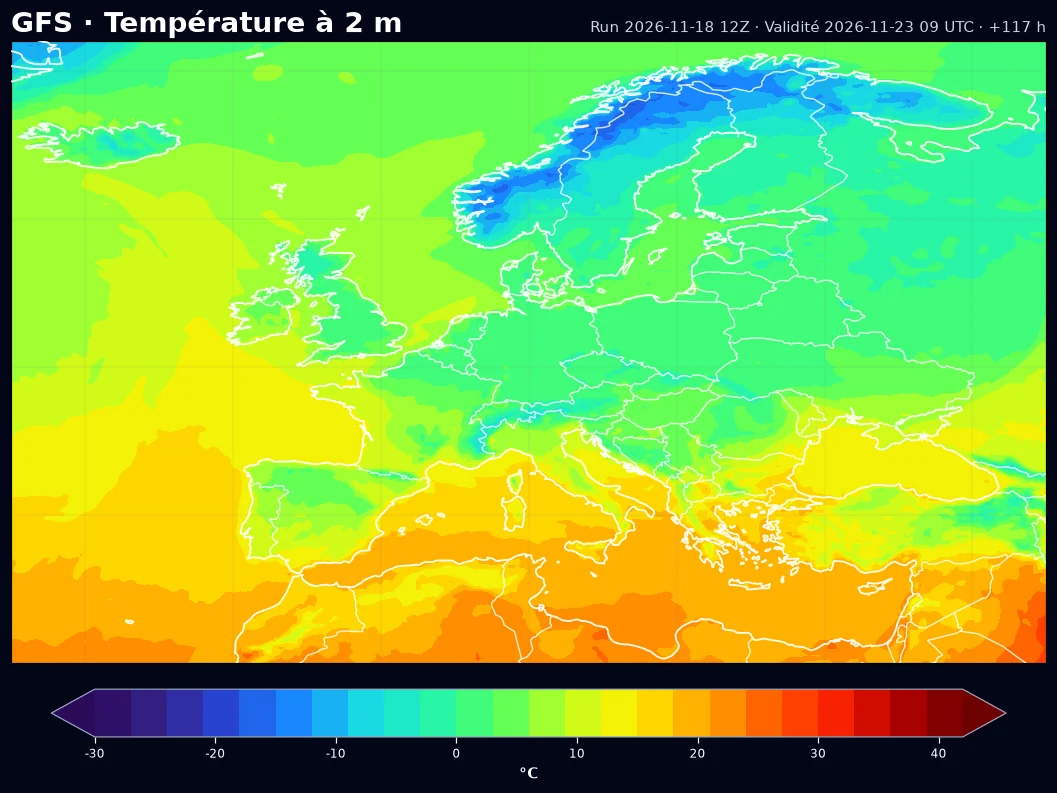 GFS · Température à 2 m
Run 2026-11-18 12Z · Validité 2026-11-23 09 UTC · +117 h
-30 -20 -10 0 10 20 30 40
°C